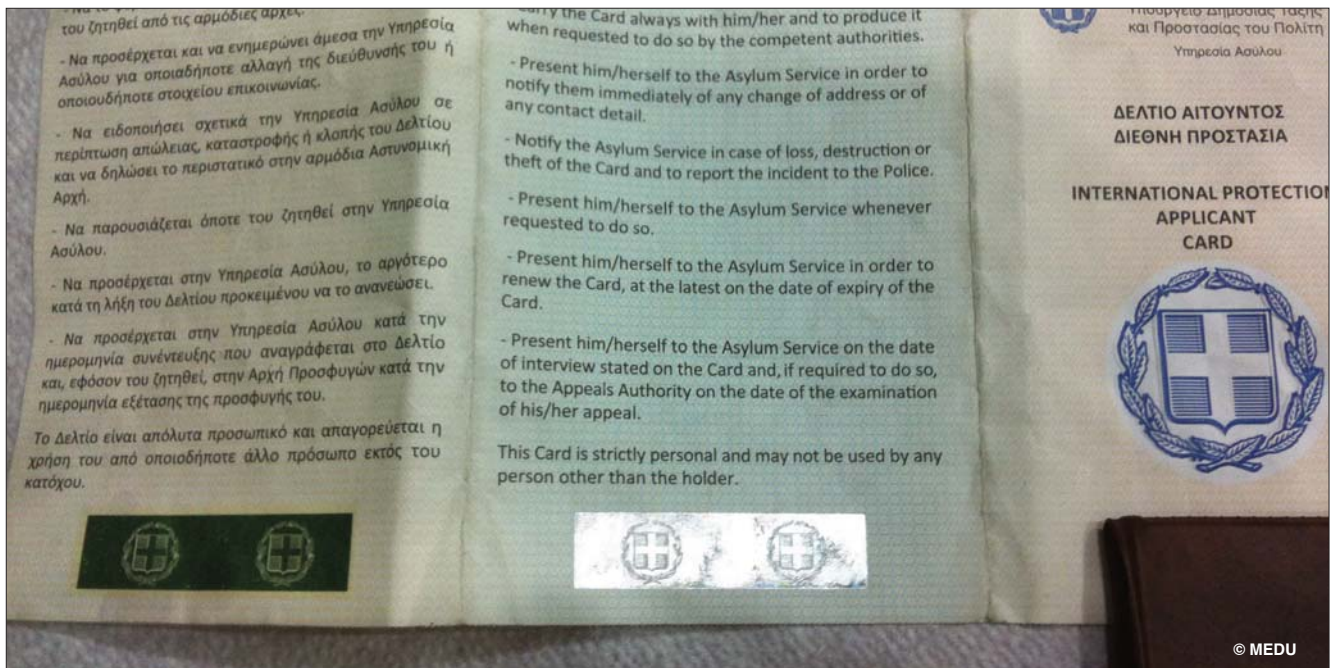 του ζητηθεί από τις αρμόδιες αρχές.
- Να προσέρχεται και να ενημερώνει άμεσα την Υπηρεσία
Ασύλου για οποιαδήποτε αλλαγή της διεύθυνσής του ή
οποιουδήποτε στοιχείου επικοινωνίας.
- Να ειδοποιήσει σχετικά την Υπηρεσία Ασύλου σε
περίπτωση απώλειας, καταστροφής ή κλοπής του Δελτίου
και να δηλώσει το περιστατικό στην αρμόδια Αστυνομική
Αρχή.
- Να παρουσιάζεται όποτε του ζητηθεί στην Υπηρεσία
Ασύλου.
- Να προσέρχεται στην Υπηρεσία Ασύλου, το αργότερο
κατά τη λήξη του Δελτίου προκειμένου να το ανανεώσει.
- Να προσέρχεται στην Υπηρεσία Ασύλου κατά την
ημερομηνία συνέντευξης που αναγράφεται στο Δελτίο
και, εφόσον του ζητηθεί, στην Αρχή Προσφυγών κατά την
ημερομηνία εξέτασης της προσφυγής του.
Το Δελτίο είναι απόλυτα προσωπικό και απαγορεύεται η
χρήση του από οποιοδήποτε άλλο πρόσωπο εκτός του
κατόχου.
carry the Card always with him/her and to produce it
when requested to do so by the competent authorities.
- Present him/herself to the Asylum Service in order to
notify them immediately of any change of address or of
any contact detail.
- Notify the Asylum Service in case of loss, destruction or
theft of the Card and to report the incident to the Police.
- Present him/herself to the Asylum Service whenever
requested to do so.
- Present him/herself to the Asylum Service in order to
renew the Card, at the latest on the date of expiry of the
Card.
- Present him/herself to the Asylum Service on the date
of interview stated on the Card and, if required to do so,
to the Appeals Authority on the date of the examination
of his/her appeal.
This Card is strictly personal and may not be used by any
person other than the holder.
Υπουργείο Δημόσιας Τάξης
και Προστασίας του Πολίτη
Υπηρεσία Ασύλου
ΔΕΛΤΙΟ ΑΙΤΟΥΝΤΟΣ
ΔΙΕΘΝΗ ΠΡΟΣΤΑΣΙΑ
INTERNATIONAL PROTECTION
APPLICANT
CARD
© MEDU